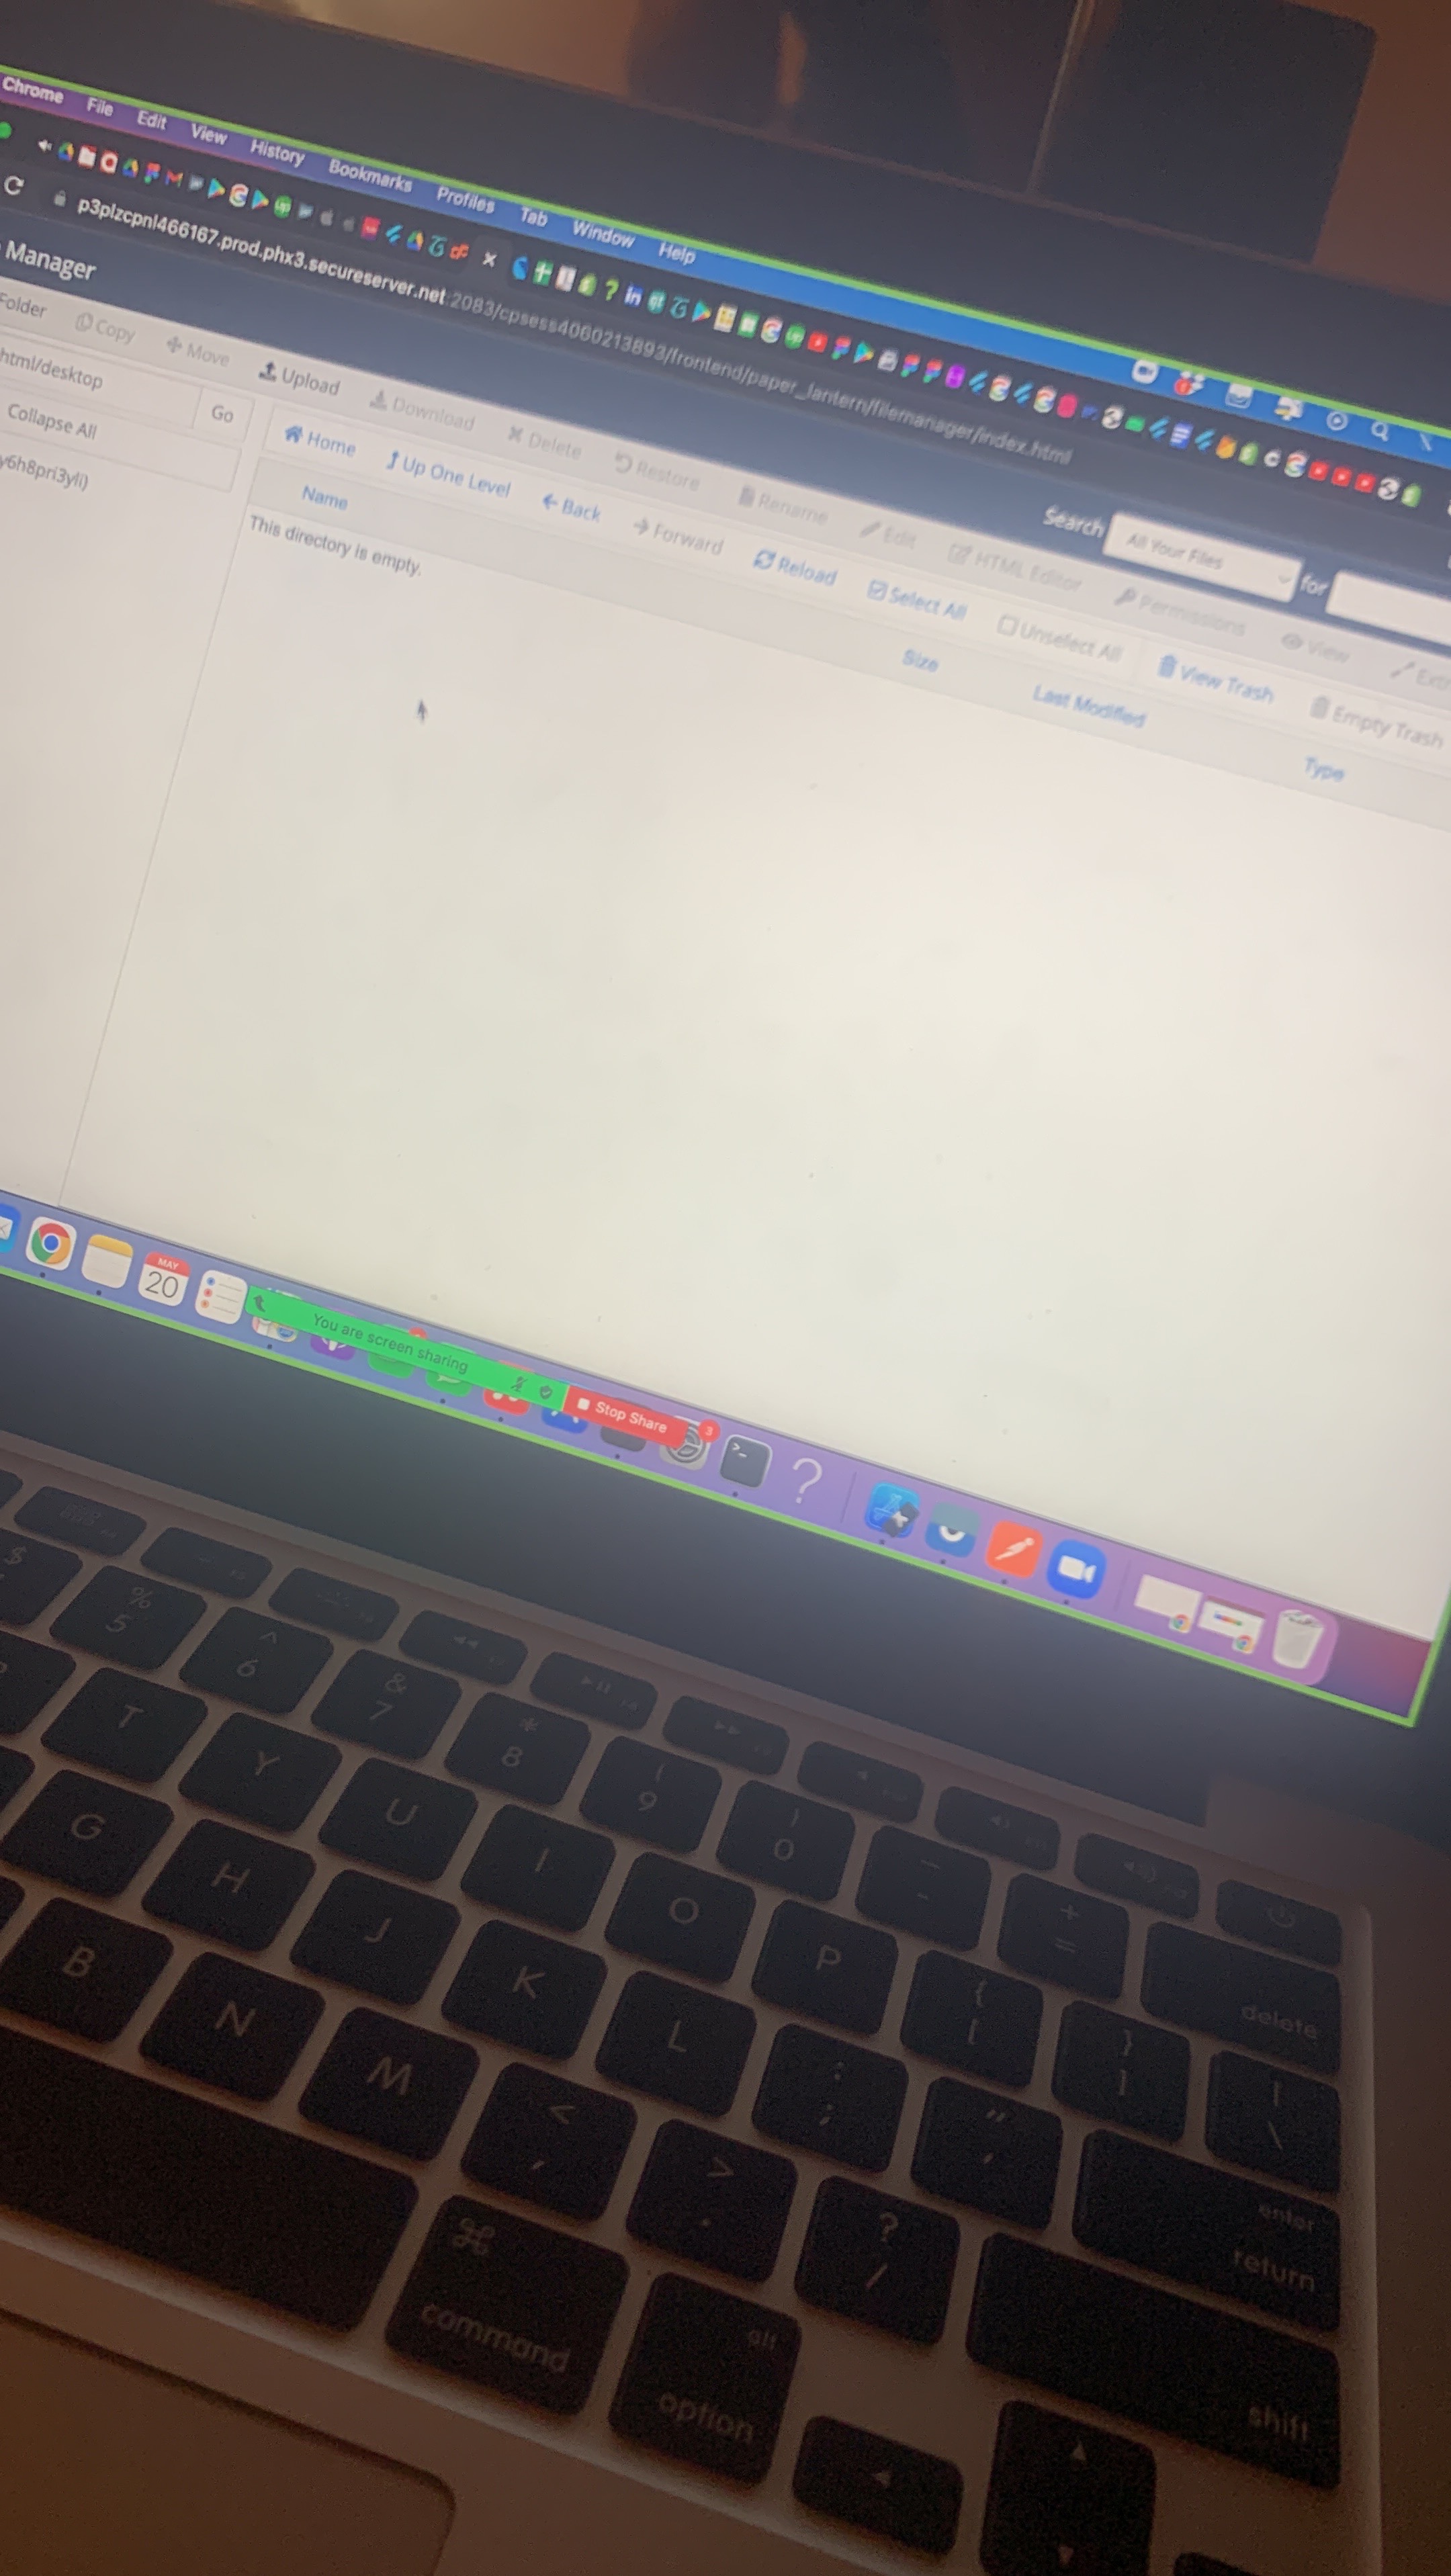 Chrome File Edit View History Bookmarks Profiles Tab Window Help
p3plzcpnl466167.prod.phx3.secureserver.net:2083/cpsess4060213893/frontend/paper_lantern/filemanager/index.html
Manager
Search All Your Files for
Folder Copy Move Upload Download Delete Restore Rename Edit HTML Editor Permissions View Extr
html/desktop Go
Home Up One Level Back Forward Reload Select All Unselect All View Trash Empty Trash
Collapse All
y6h8pri3yli)
Name Size Last Modified Type
This directory is empty.
MAY
20
You are screen sharing
Stop Share
3
$
%
5
^
6
&
7
*
8
(
9
)
0
_
-
+
=
delete
T Y U I O P
{
[
}
]
|
\
G H J K L
:
;
"
'
enter
return
B N M
<
,
>
.
?
/
shift
⌘
command
alt
option